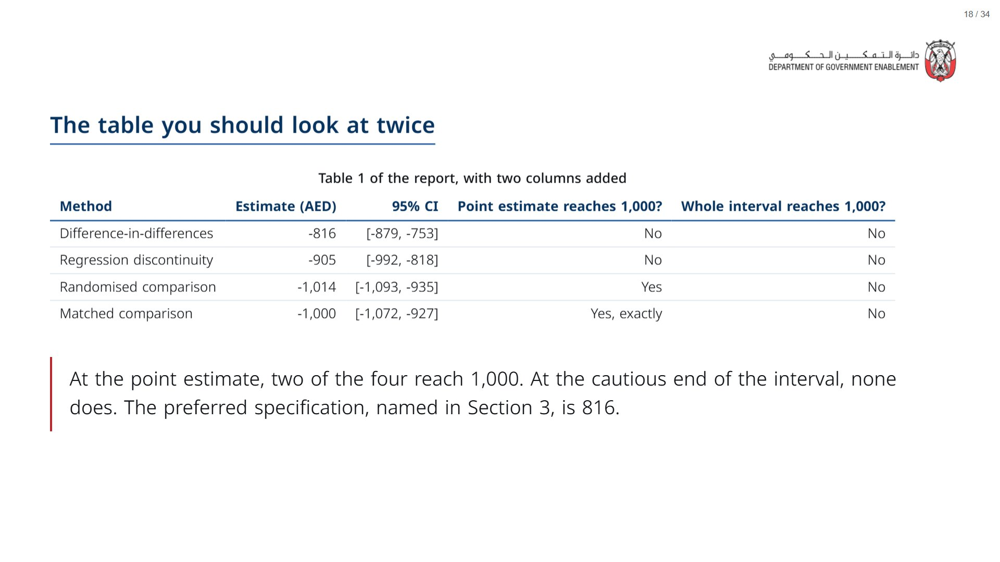 18 / 34
دائرة التمكين الحكومي
DEPARTMENT OF GOVERNMENT ENABLEMENT
The table you should look at twice
Table 1 of the report, with two columns added
Method Estimate (AED) 95% CI Point estimate reaches 1,000? Whole interval reaches 1,000?
Difference-in-differences -816 [-879, -753] No No
Regression discontinuity -905 [-992, -818] No No
Randomised comparison -1,014 [-1,093, -935] Yes No
Matched comparison -1,000 [-1,072, -927] Yes, exactly No
At the point estimate, two of the four reach 1,000. At the cautious end of the interval, none
does. The preferred specification, named in Section 3, is 816.